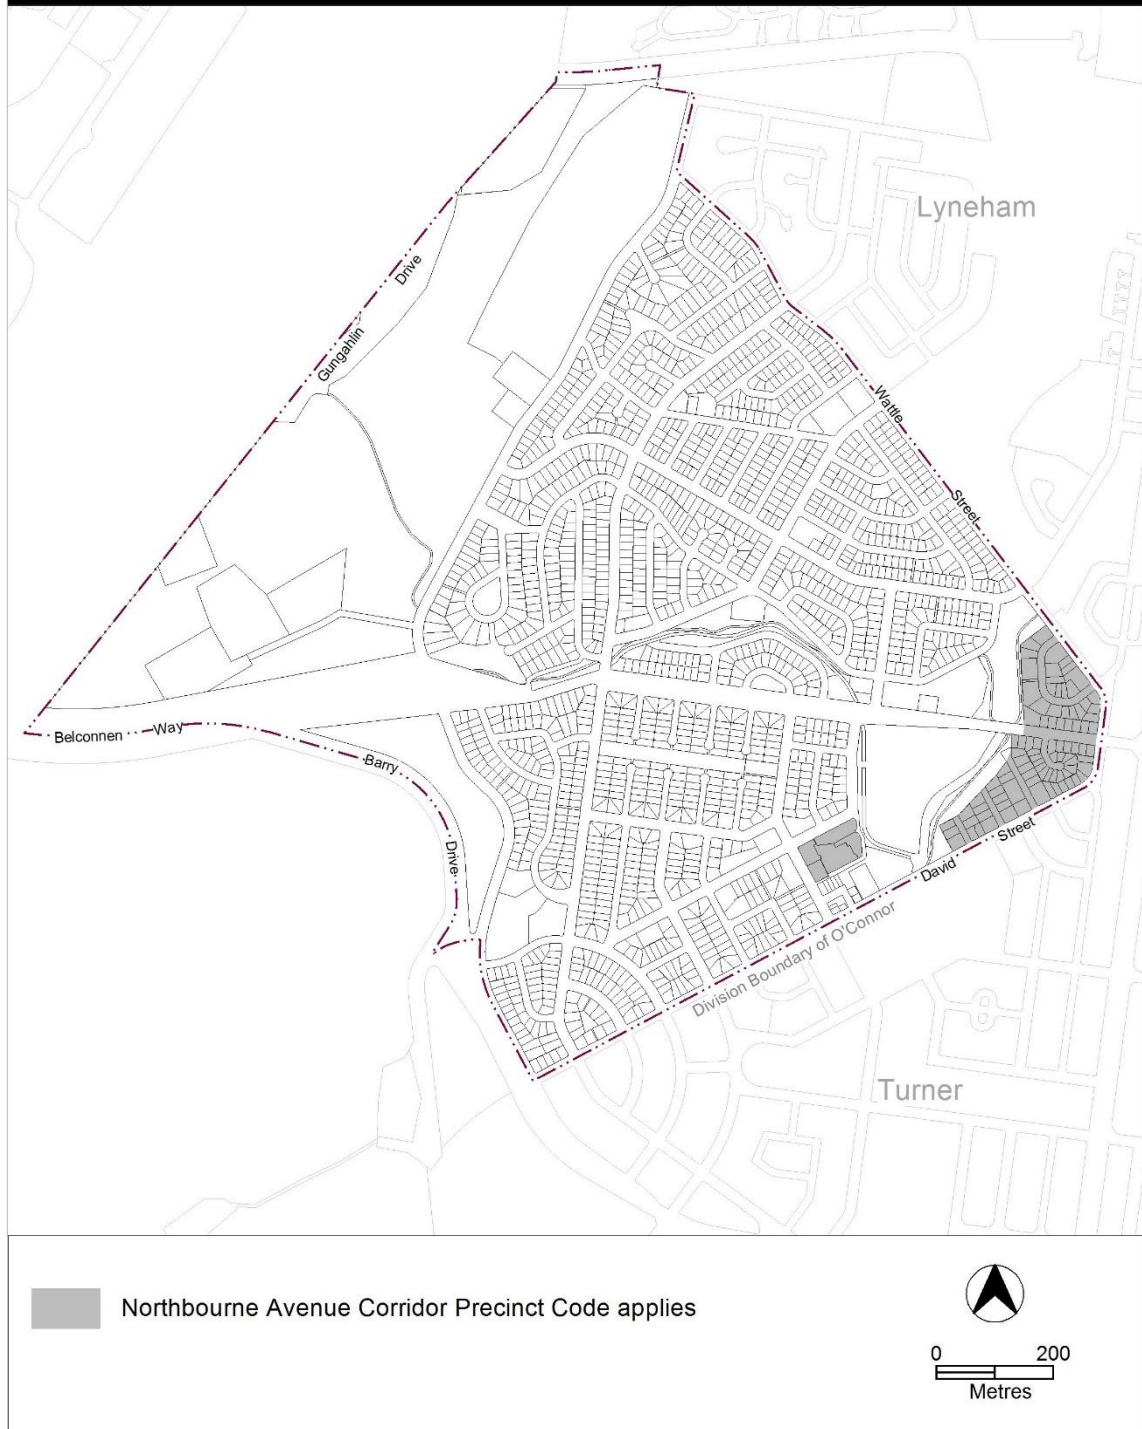 Lyneham
Gungahlin Drive
Wattle Street
Belconnen Way
Barry Drive
David Street
Division Boundary of O'Connor
Turner
Northbourne Avenue Corridor Precinct Code applies
0 200
Metres